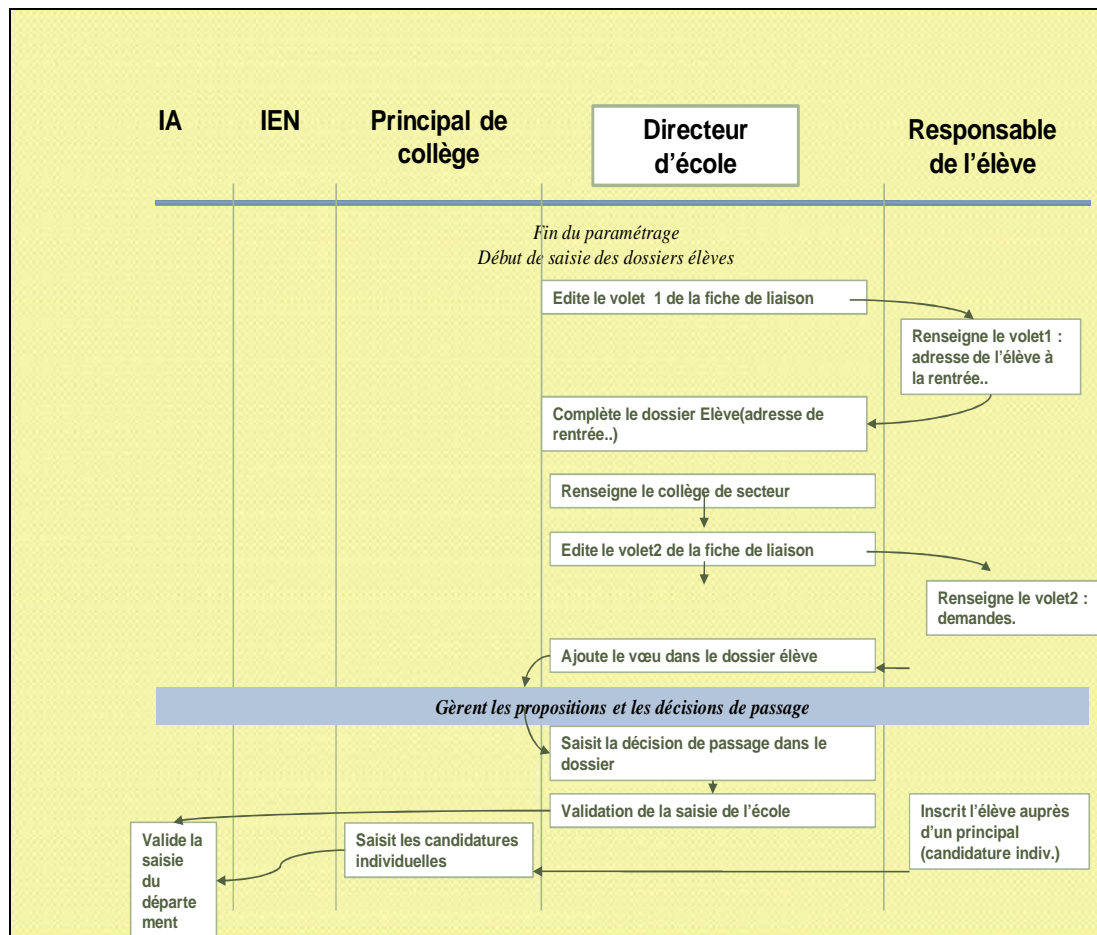 IA
IEN
Principal de
collège
Directeur
d’école
Responsable
de l’élève
Fin du paramétrage
Début de saisie des dossiers élèves
Edite le volet 1 de la fiche de liaison
Renseigne le volet1 :
adresse de l’élève à
la rentrée..
Complète le dossier Elève(adresse de
rentrée..)
Renseigne le collège de secteur
Edite le volet2 de la fiche de liaison
Renseigne le volet2 :
demandes.
Ajoute le vœu dans le dossier élève
Gèrent les propositions et les décisions de passage
Saisit la décision de passage dans le
dossier
Validation de la saisie de l’école
Inscrit l’élève auprès
d’un principal
(candidature indiv.)
Saisit les candidatures
individuelles
Valide la
saisie
du
départe
ment